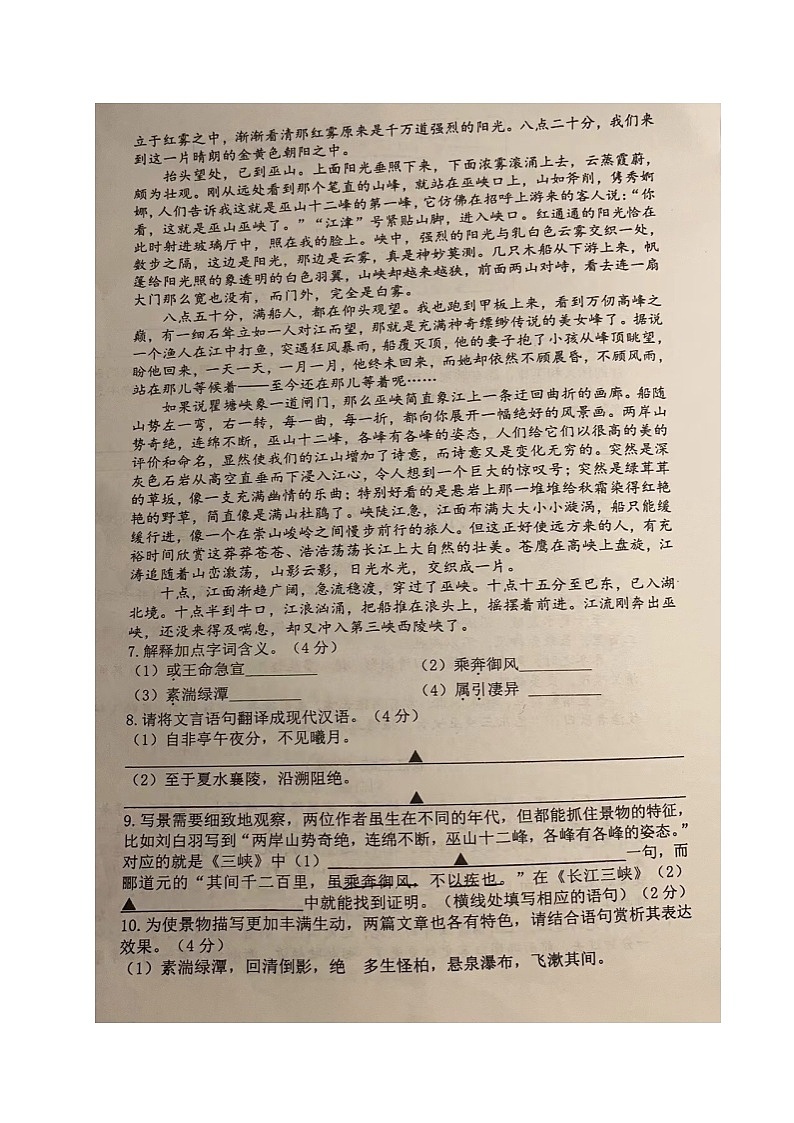 立于红雾之中，渐渐看清那红雾原来是千万道强烈的阳光。八点二十分，我们来
到这一片晴朗的金黄色朝阳之中。
抬头望处，已到巫山。上面阳光垂照下来，下面浓雾滚涌上去，云蒸霞蔚，
颇为壮观。刚从远处看到那个笔直的山峰，就站在巫峡口上，山如斧削，隽秀婀
娜，人们告诉我这就是巫山十二峰的第一峰，它仿佛在招呼上游来的客人说：“你
看，这就是巫山巫峡了。”“江津”号紧贴山脚，进入峡口。红通通的阳光恰在
此时射进玻璃厅中，照在我的脸上。峡中，强烈的阳光与乳白色云雾交织一处，
数步之隔，这边是阳光，那边是云雾，真是神妙莫测。几只木船从下游上来，帆
篷给阳光照的象透明的白色羽翼，山峡却越来越狭，前面两山对峙，看去连一扇
大门那么宽也没有，而门外，完全是白雾。
八点五十分，满船人，都在仰头观望。我也跑到甲板上来，看到万仞高峰之
巅，有一细石耸立如一人对江而望，那就是充满神奇缥缈传说的美女峰了。据说
一个渔人在江中打鱼，突遇狂风暴雨，船覆灭顶，他的妻子抱了小孩从峰顶眺望，
盼他回来，一天一天，一月一月，他终未回来，而她却依然不顾晨昏，不顾风雨，
站在那儿等候着——至今还在那儿等着呢……
如果说瞿塘峡象一道闸门，那么巫峡简直象江上一条迂回曲折的画廊。船随
山势左一弯，右一转，每一曲，每一折，都向你展开一幅绝好的风景画。两岸山
势奇绝，连绵不断，巫山十二峰，各峰有各峰的姿态，人们给它们以很高的美的
评价和命名，显然使我们的江山增加了诗意，而诗意又是变化无穷的。突然是深
灰色石岩从高空直垂而下浸入江心，令人想到一个巨大的惊叹号；突然是绿茸茸
的草坂，像一支充满幽情的乐曲；特别好看的是悬岩上那一堆堆给秋霜染得红艳
艳的野草，简直像是满山杜鹃了。峡陡江急，江面布满大大小小漩涡，船只能缓
缓行进，像一个在崇山峻岭之间慢步前行的旅人。但这正好使远方来的人，有充
裕时间欣赏这莽莽苍苍、浩浩荡荡长江上大自然的壮美。苍鹰在高峡上盘旋，江
涛追随着山峦激荡，山影云影，日光水光，交织成一片。
十点，江面渐趋广阔，急流稳渡，穿过了巫峡。十点十五分至巴东，已入湖
北境。十点半到牛口，江浪汹涌，把船推在浪头上，摇摆着前进。江流刚奔出巫
峡，还没来得及喘息，却又冲入第三峡西陵峡了。
7.解释加点字词含义。（4分）
（1）或王命急宣________ （2）乘奔御风________
（3）素湍绿潭________ （4）属引凄异 ________
8.请将文言语句翻译成现代汉语。（4分）
（1）自非亭午夜分，不见曦月。
▲
（2）至于夏水襄陵，沿溯阻绝。
▲
9.写景需要细致地观察，两位作者虽生在不同的年代，但都能抓住景物的特征，
比如刘白羽写到“两岸山势奇绝，连绵不断，巫山十二峰，各峰有各峰的姿态。”
对应的就是《三峡》中（1）________▲________一句，而
郦道元的“其间千二百里，虽乘奔御风，不以疾也。”在《长江三峡》（2）
▲________中就能找到证明。（横线处填写相应的语句）（2分）
10.为使景物描写更加丰满生动，两篇文章也各有特色，请结合语句赏析其表达
效果。（4分）
（1）素湍绿潭，回清倒影，绝 多生怪柏，悬泉瀑布，飞漱其间。